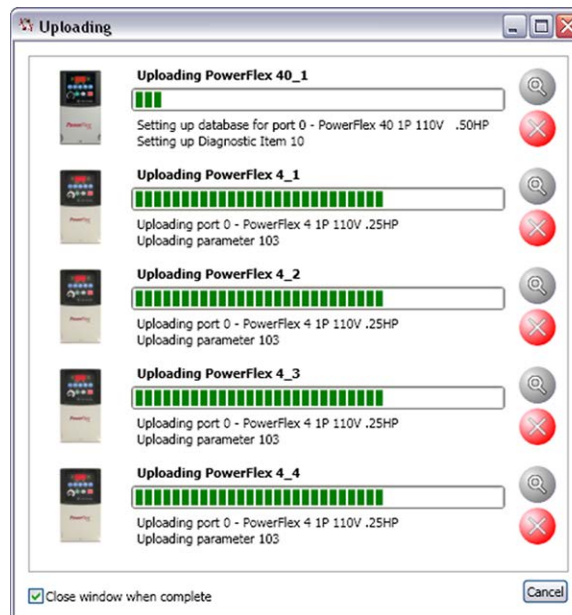 Uploading
Uploading PowerFlex 40_1
Setting up database for port 0 - PowerFlex 40 1P 110V .50HP
Setting up Diagnostic Item 10
Uploading PowerFlex 4_1
Uploading port 0 - PowerFlex 4 1P 110V .25HP
Uploading parameter 103
Uploading PowerFlex 4_2
Uploading port 0 - PowerFlex 4 1P 110V .25HP
Uploading parameter 103
Uploading PowerFlex 4_3
Uploading port 0 - PowerFlex 4 1P 110V .25HP
Uploading parameter 103
Uploading PowerFlex 4_4
Uploading port 0 - PowerFlex 4 1P 110V .25HP
Uploading parameter 103
Close window when complete
Cancel